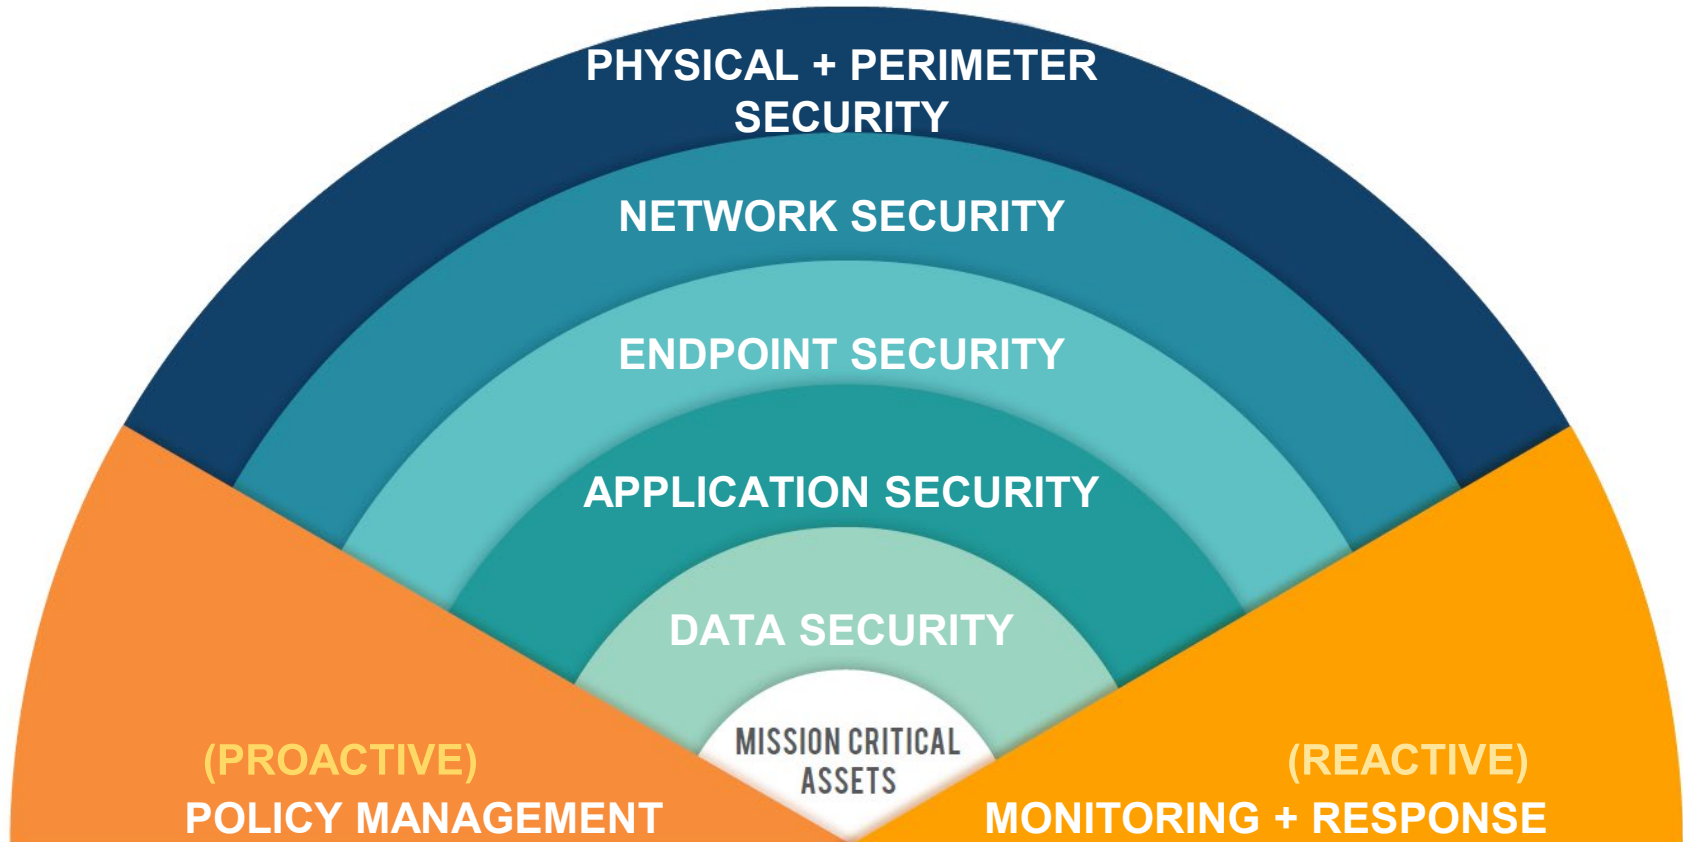 PHYSICAL + PERIMETER
SECURITY
NETWORK SECURITY
ENDPOINT SECURITY
APPLICATION SECURITY
DATA SECURITY
MISSION CRITICAL
ASSETS
(PROACTIVE)
POLICY MANAGEMENT
(REACTIVE)
MONITORING + RESPONSE